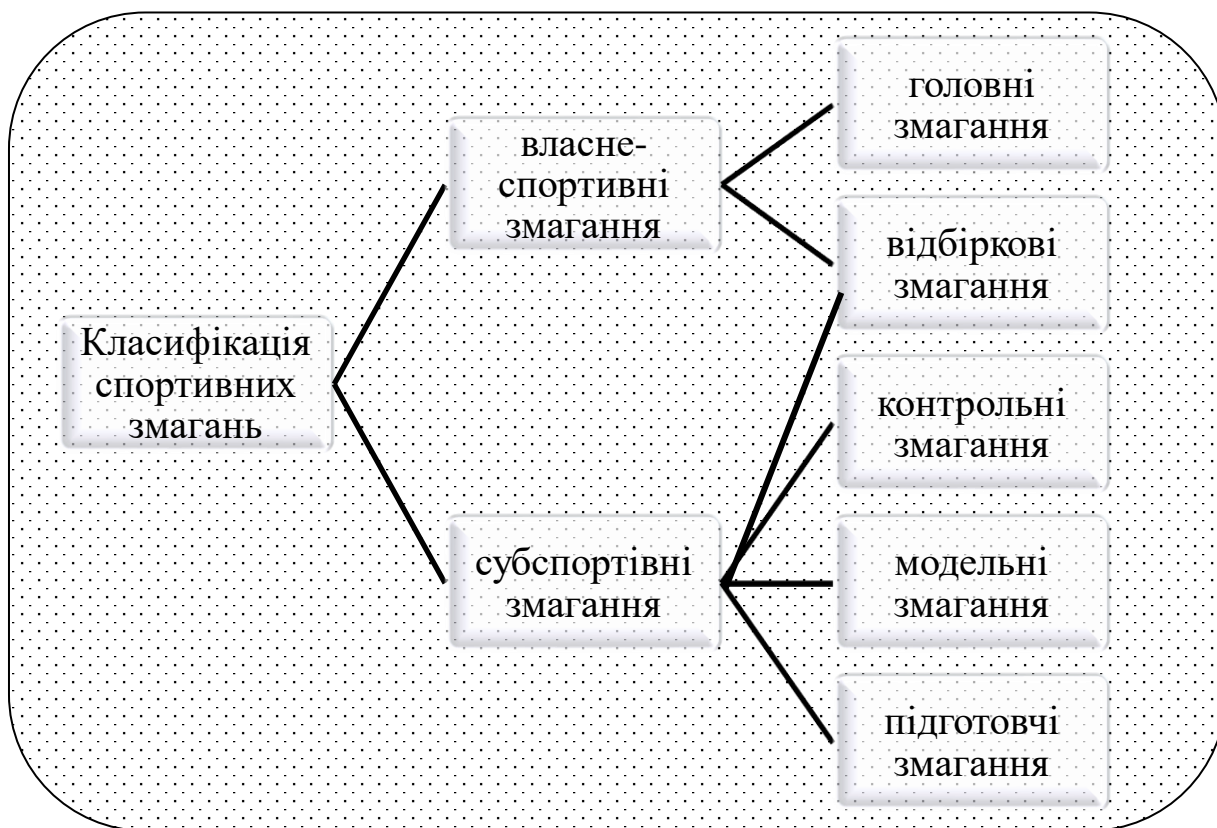 Класифікація
спортивних
змагань
власне-
спортивні
змагання
субспортівні
змагання
головні
змагання
відбіркові
змагання
контрольні
змагання
модельні
змагання
підготовчі
змагання